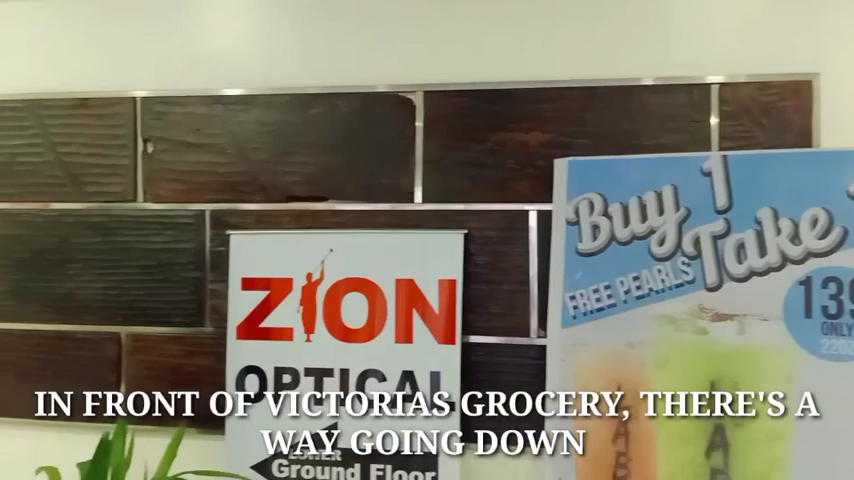 Buy 1
Take
FREE PEARLS
139
ONLY
22OZ
ZION
OPTICAL
LOWER
Ground Floor
IN FRONT OF VICTORIAS GROCERY, THERE'S A
WAY GOING DOWN